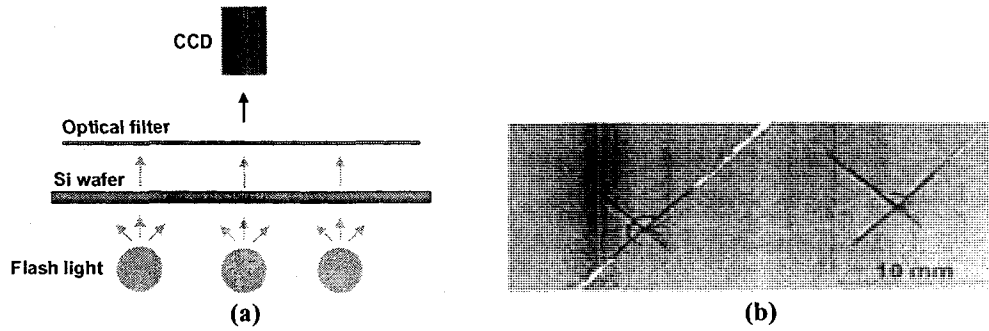 CCD
Optical filter
Si wafer
Flash light
10 mm
(a)
(b)